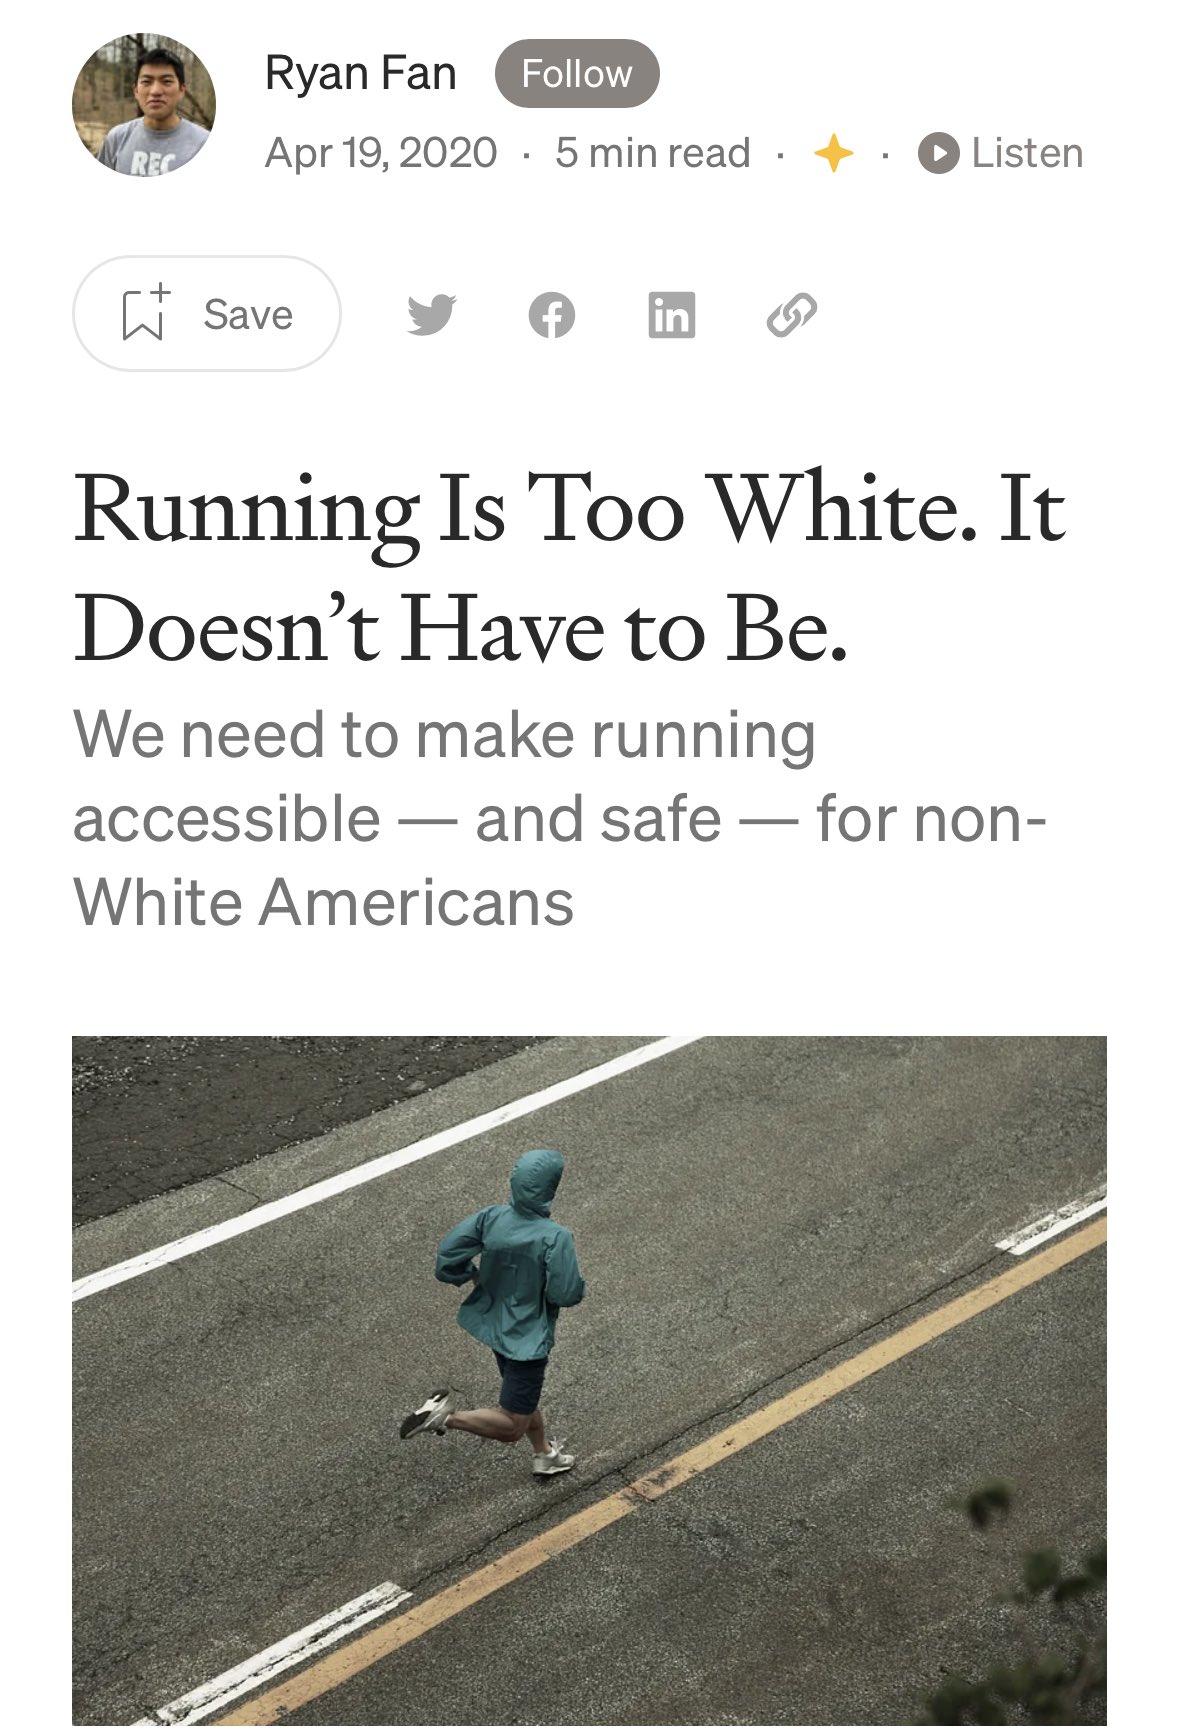 Ryan Fan Follow
Apr 19, 2020 · 5 min read · · Listen
Save
Running Is Too White. It
Doesn’t Have to Be.
We need to make running
accessible — and safe — for non-
White Americans
REC